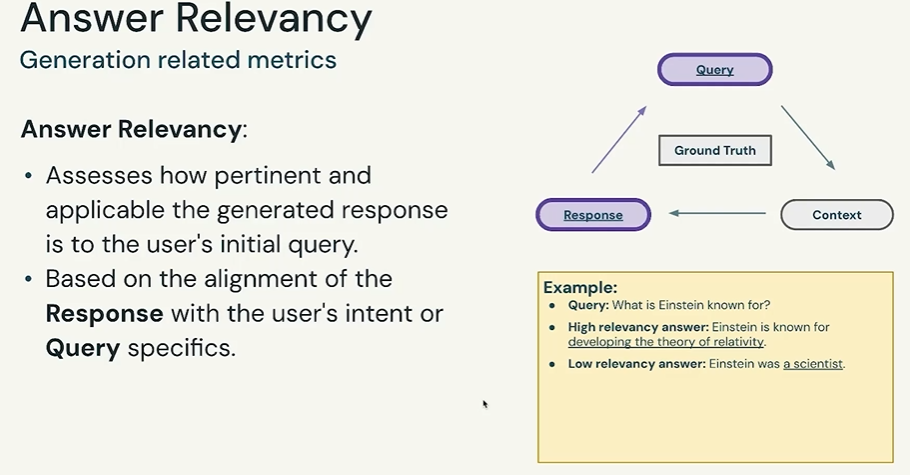 Answer Relevancy
Generation related metrics
Answer Relevancy:
• Assesses how pertinent and
applicable the generated response
is to the user's initial query.
• Based on the alignment of the
Response with the user's intent or
Query specifics.
Query
Ground Truth
Response
Context
Example:
• Query: What is Einstein known for?
• High relevancy answer: Einstein is known for
developing the theory of relativity.
• Low relevancy answer: Einstein was a scientist.